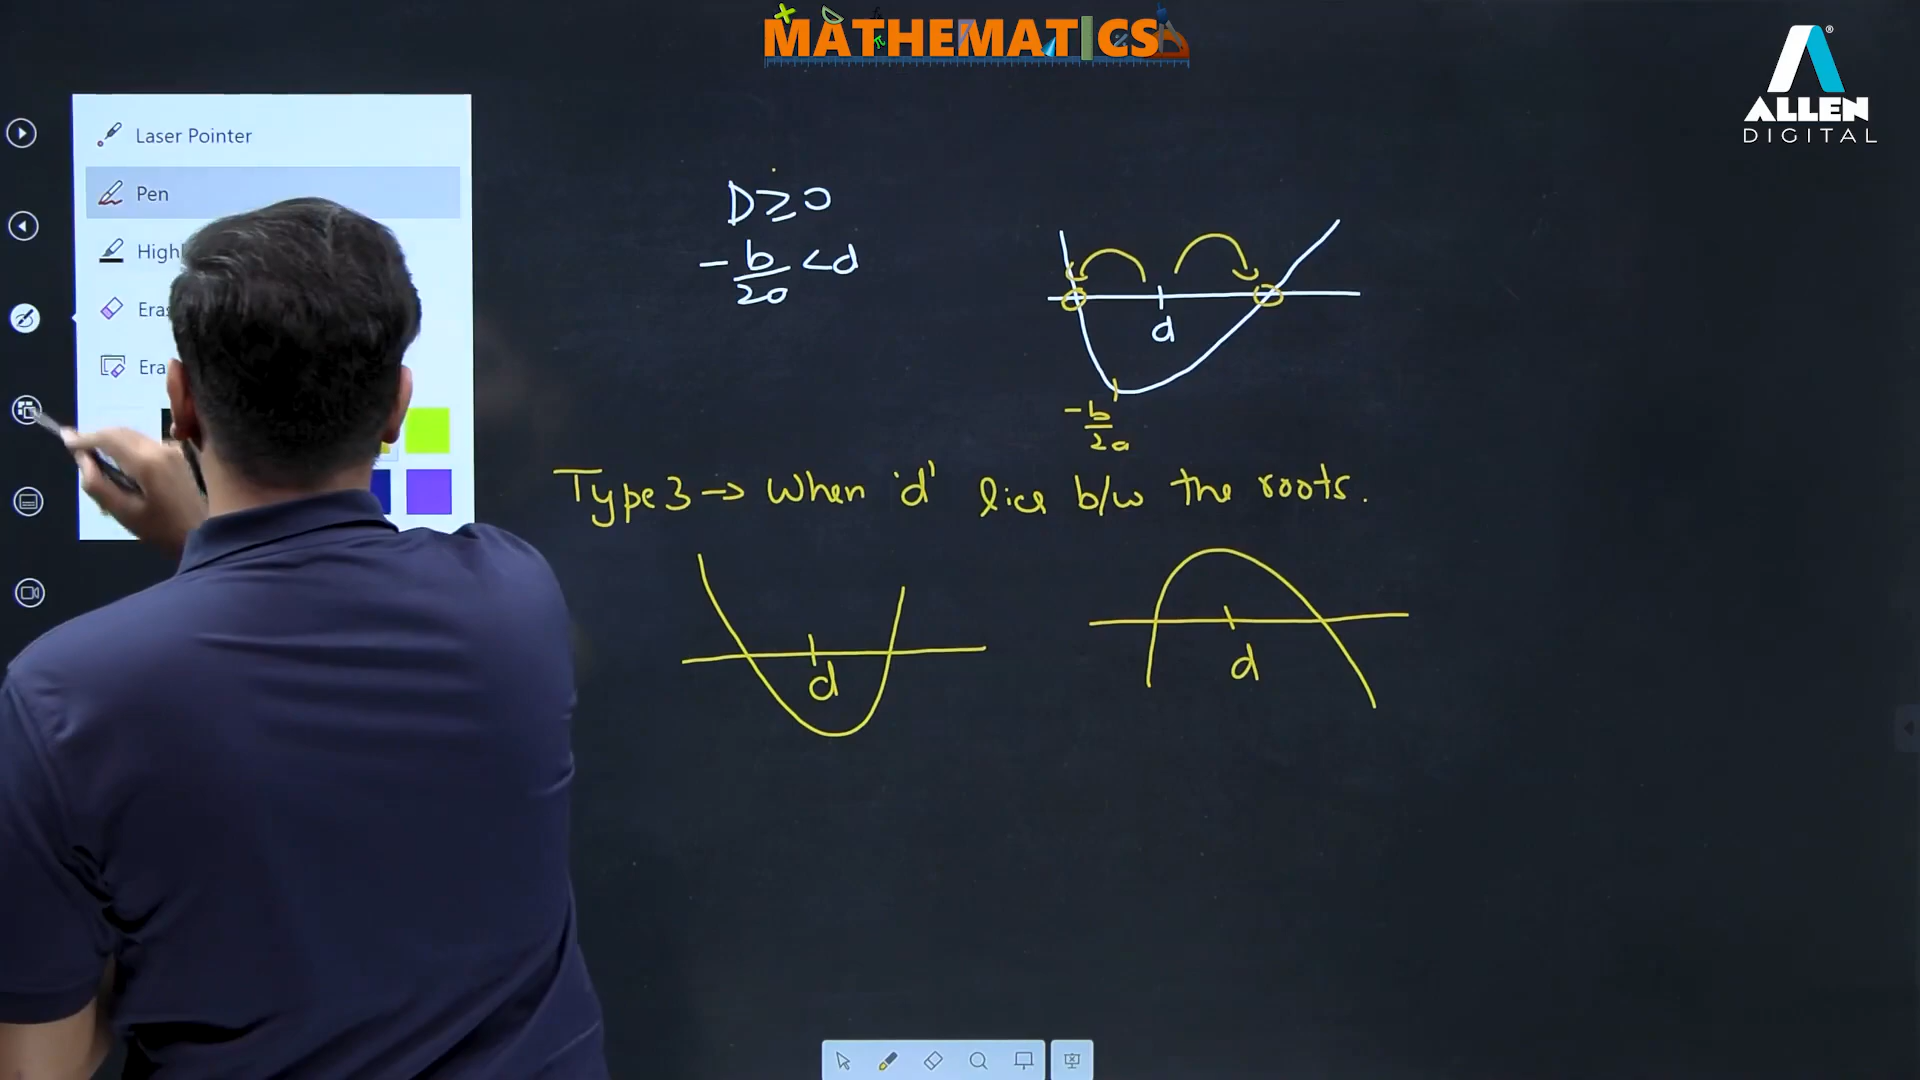 MATHEMATICS
ALLEN
DIGITAL
Laser Pointer
Pen
D ≥ 0
-b/2a < d
d
-b/2a
Type 3 → When 'd' lies b/w the roots.
d
d